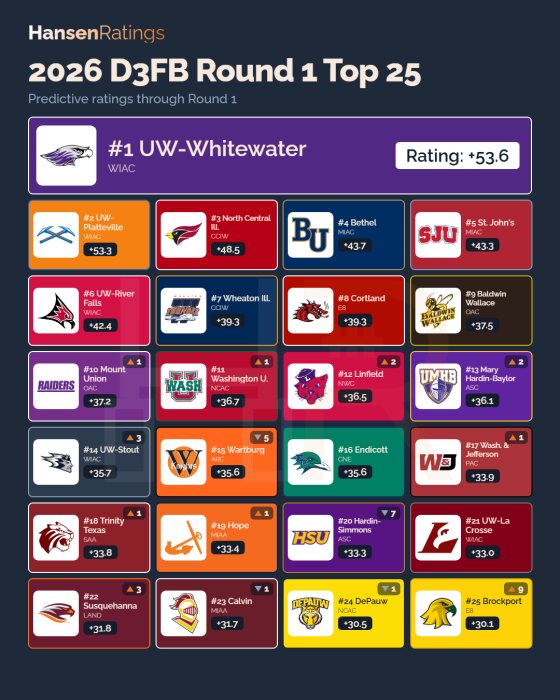 HansenRatings
2026 D3FB Round 1 Top 25
Predictive ratings through Round 1
#1 UW-Whitewater
WIAC
Rating: +53.6
#2 UW-
Platteville
WIAC
+53.3
#3 North Central
Ill.
CCIW
+48.5
BU
#4 Bethel
MIAC
+43.7
SJU
#5 St. John's
MIAC
+43.3
#6 UW-River
Falls
WIAC
+42.4
#7 Wheaton Ill.
CCIW
+39.3
#8 Cortland
E8
+39.3
BALDWIN
WALLACE
#9 Baldwin
Wallace
OAC
+37.5
▲ 1
RAIDERS
#10 Mount
Union
OAC
+37.2
▲ 1
WASH
#11
Washington U.
NCAC
+36.7
▲ 2
#12 Linfield
NWC
+36.5
▲ 2
UMHB
#13 Mary
Hardin-Baylor
ASC
+36.1
▲ 3
#14 UW-Stout
WIAC
+35.7
▼ 5
W
Knights
#15 Wartburg
ARC
+35.6
#16 Endicott
CNE
+35.6
▲ 1
W&J
#17 Wash. &
Jefferson
PAC
+33.9
▲ 1
#18 Trinity
Texas
SAA
+33.8
▲ 1
#19 Hope
MIAA
+33.4
▼ 7
HSU
#20 Hardin-
Simmons
ASC
+33.3
L
#21 UW-La
Crosse
WIAC
+33.0
▲ 3
#22
Susquehanna
LAND
+31.8
▼ 1
#23 Calvin
MIAA
+31.7
▼ 1
DEPAUW
#24 DePauw
NCAC
+30.5
▲ 9
#25 Brockport
E8
+30.1